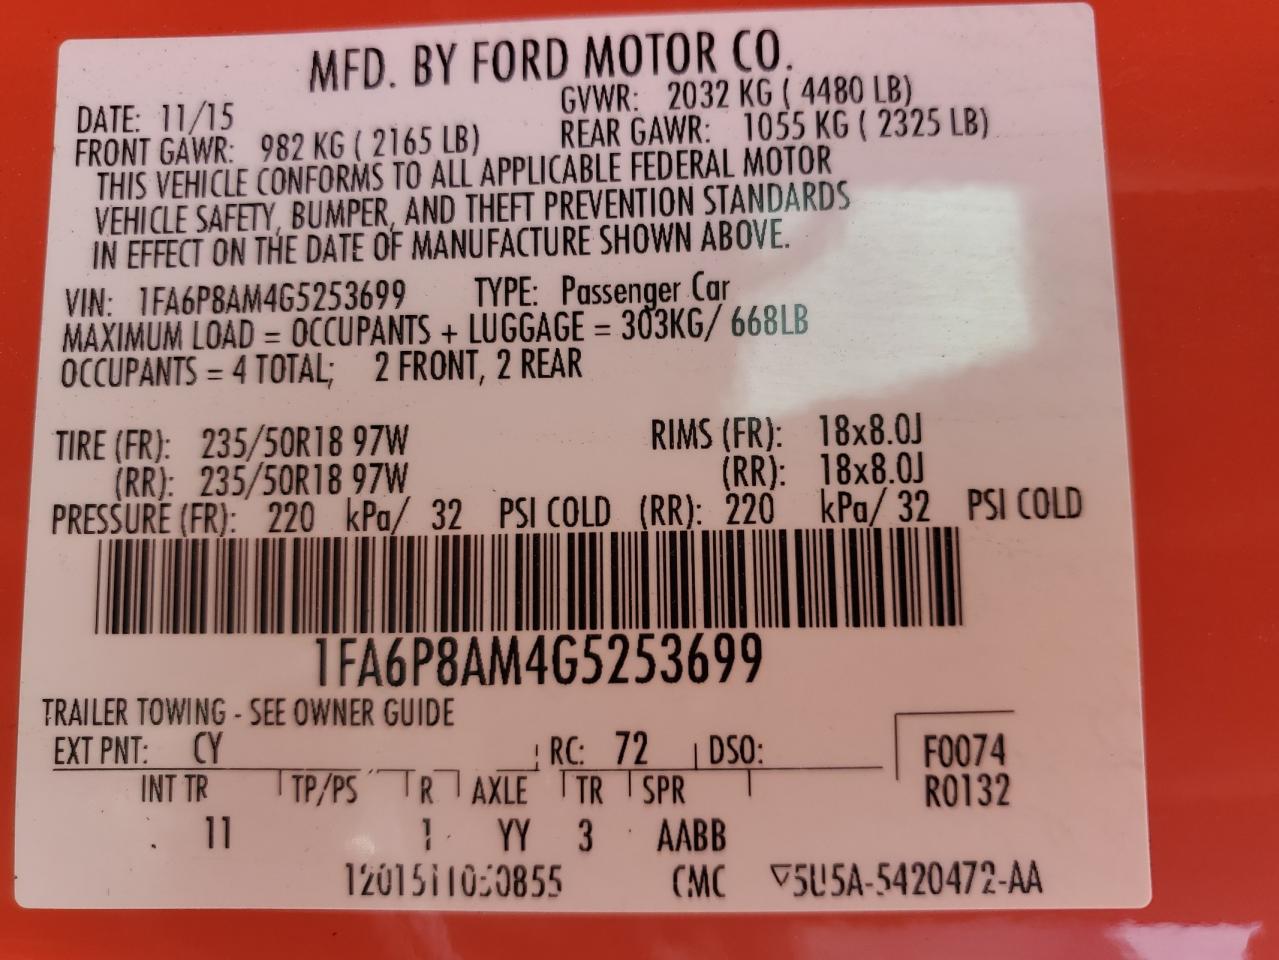 MFD. BY FORD MOTOR CO.
DATE: 11/15 GVWR: 2032 KG ( 4480 LB)
FRONT GAWR: 982 KG ( 2165 LB) REAR GAWR: 1055 KG ( 2325 LB)
THIS VEHICLE CONFORMS TO ALL APPLICABLE FEDERAL MOTOR
VEHICLE SAFETY, BUMPER, AND THEFT PREVENTION STANDARDS
IN EFFECT ON THE DATE OF MANUFACTURE SHOWN ABOVE.
VIN: 1FA6P8AM4G5253699 TYPE: Passenger Car
MAXIMUM LOAD = OCCUPANTS + LUGGAGE = 303KG/ 668LB
OCCUPANTS = 4 TOTAL; 2 FRONT, 2 REAR
TIRE (FR): 235/50R18 97W RIMS (FR): 18x8.0J
(RR): 235/50R18 97W (RR): 18x8.0J
PRESSURE (FR): 220 kPa/ 32 PSI COLD (RR): 220 kPa/ 32 PSI COLD
1FA6P8AM4G5253699
TRAILER TOWING - SEE OWNER GUIDE
EXT PNT: CY RC: 72 DSO: F0074
INT TR TP/PS R AXLE TR SPR R0132
11 1 YY 3 AABB
CMC ▽5U5A-5420472-AA